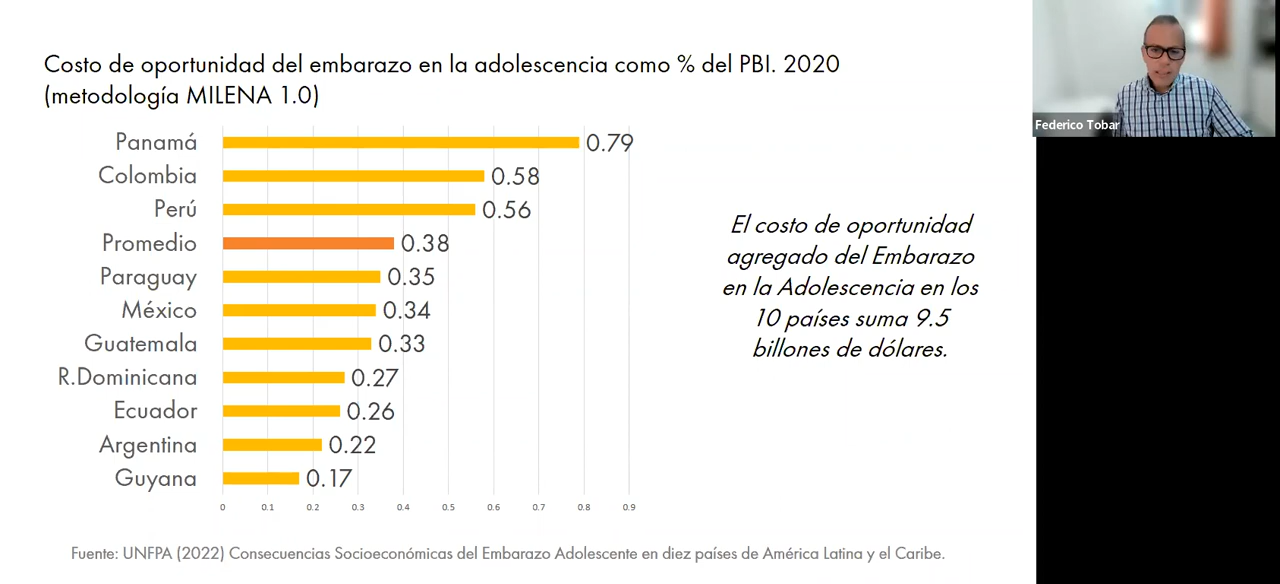 Costo de oportunidad del embarazo en la adolescencia como % del PBI. 2020
(metodología MILENA 1.0)
Panamá 0.79
Colombia 0.58
Perú 0.56
Promedio 0.38
Paraguay 0.35
México 0.34
Guatemala 0.33
R.Dominicana 0.27
Ecuador 0.26
Argentina 0.22
Guyana 0.17
0 0.1 0.2 0.3 0.4 0.5 0.6 0.7 0.8 0.9
El costo de oportunidad
agregado del Embarazo
en la Adolescencia en los
10 países suma 9.5
billones de dólares.
Fuente: UNFPA (2022) Consecuencias Socioeconómicas del Embarazo Adolescente en diez países de América Latina y el Caribe.
Federico Tobar